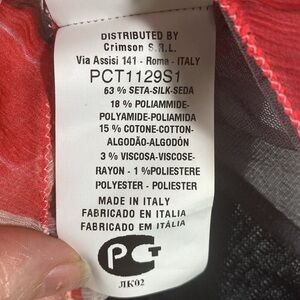 DISTRIBUTED BY
Crimson S.R.L.
Via Assisi 141 - Roma - ITALY
PCT1129S1
63 % SETA-SILK-SEDA
18 % POLIAMMIDE-
POLYAMIDE-POLIAMIDA
15 % COTONE-COTTON-
ALGODÃO-ALGODÓN
3 % VISCOSA-VISCOSE-
RAYON - 1 %POLIESTERE
POLYESTER - POLIESTER
MADE IN ITALY
FABRICADO EN ITALIA
FABRICADO EM ITÁLIA
РСТ
ЛК02